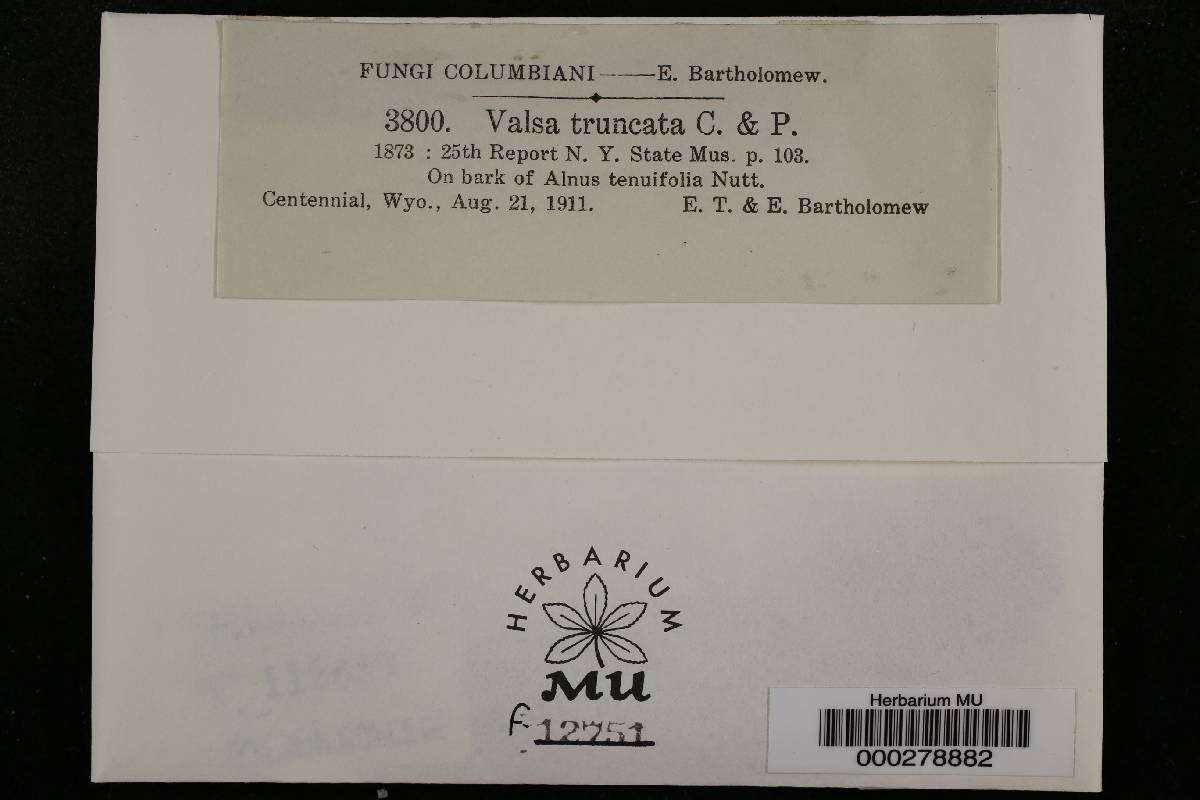 FUNGI COLUMBIANI——E. Bartholomew.
3800. Valsa truncata C. & P.
1873 : 25th Report N. Y. State Mus. p. 103.
On bark of Alnus tenuifolia Nutt.
Centennial, Wyo., Aug. 21, 1911. E. T. & E. Bartholomew
HERBARIUM
MU
F 12751
Herbarium MU
000278882